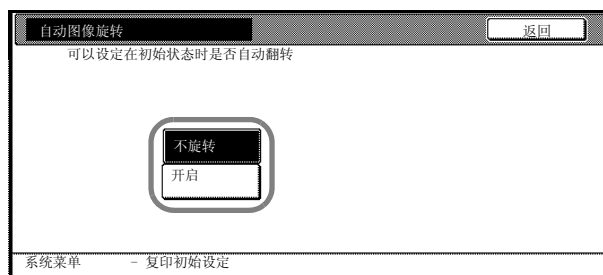 自动图像旋转 返回
可以设定在初始状态时是否自动翻转
不旋转
开启
系统菜单 - 复印初始设定